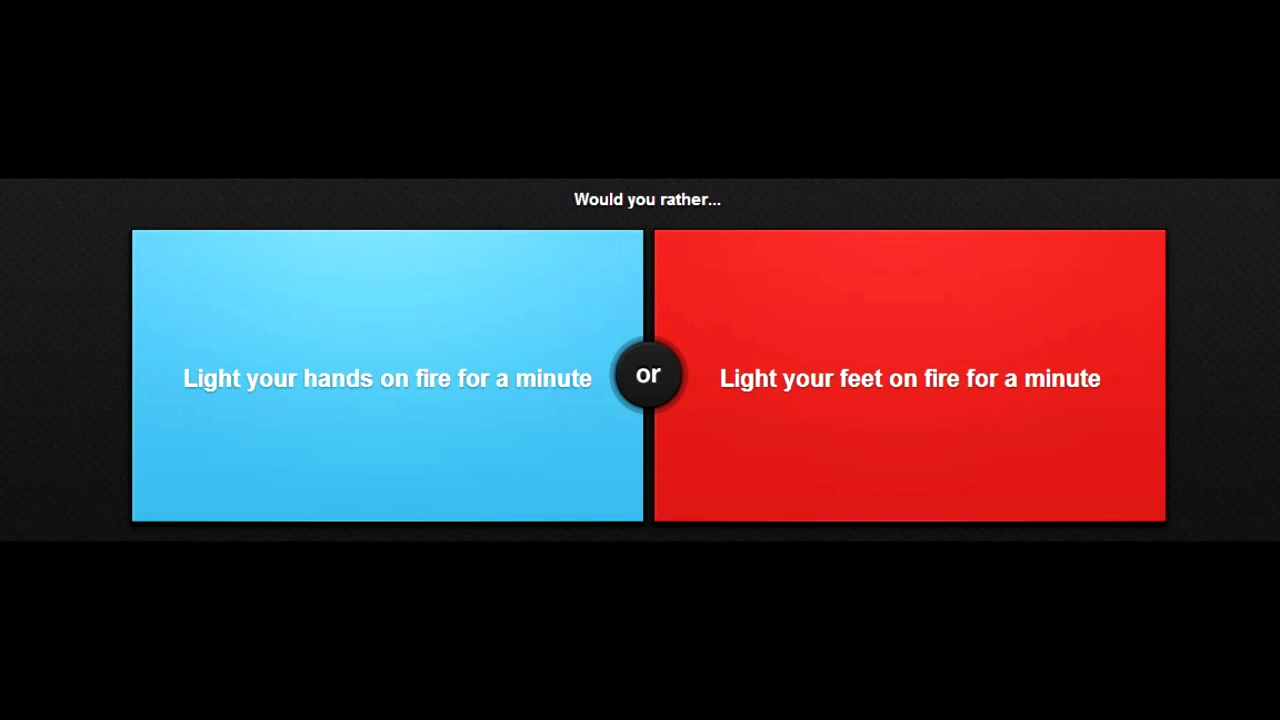 Would you rather...
Light your hands on fire for a minute
or
Light your feet on fire for a minute